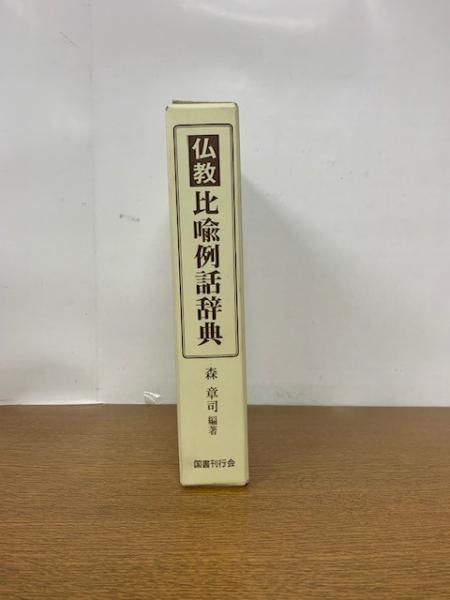 仏教
比喩例話辞典
森章司編著
国書刊行会